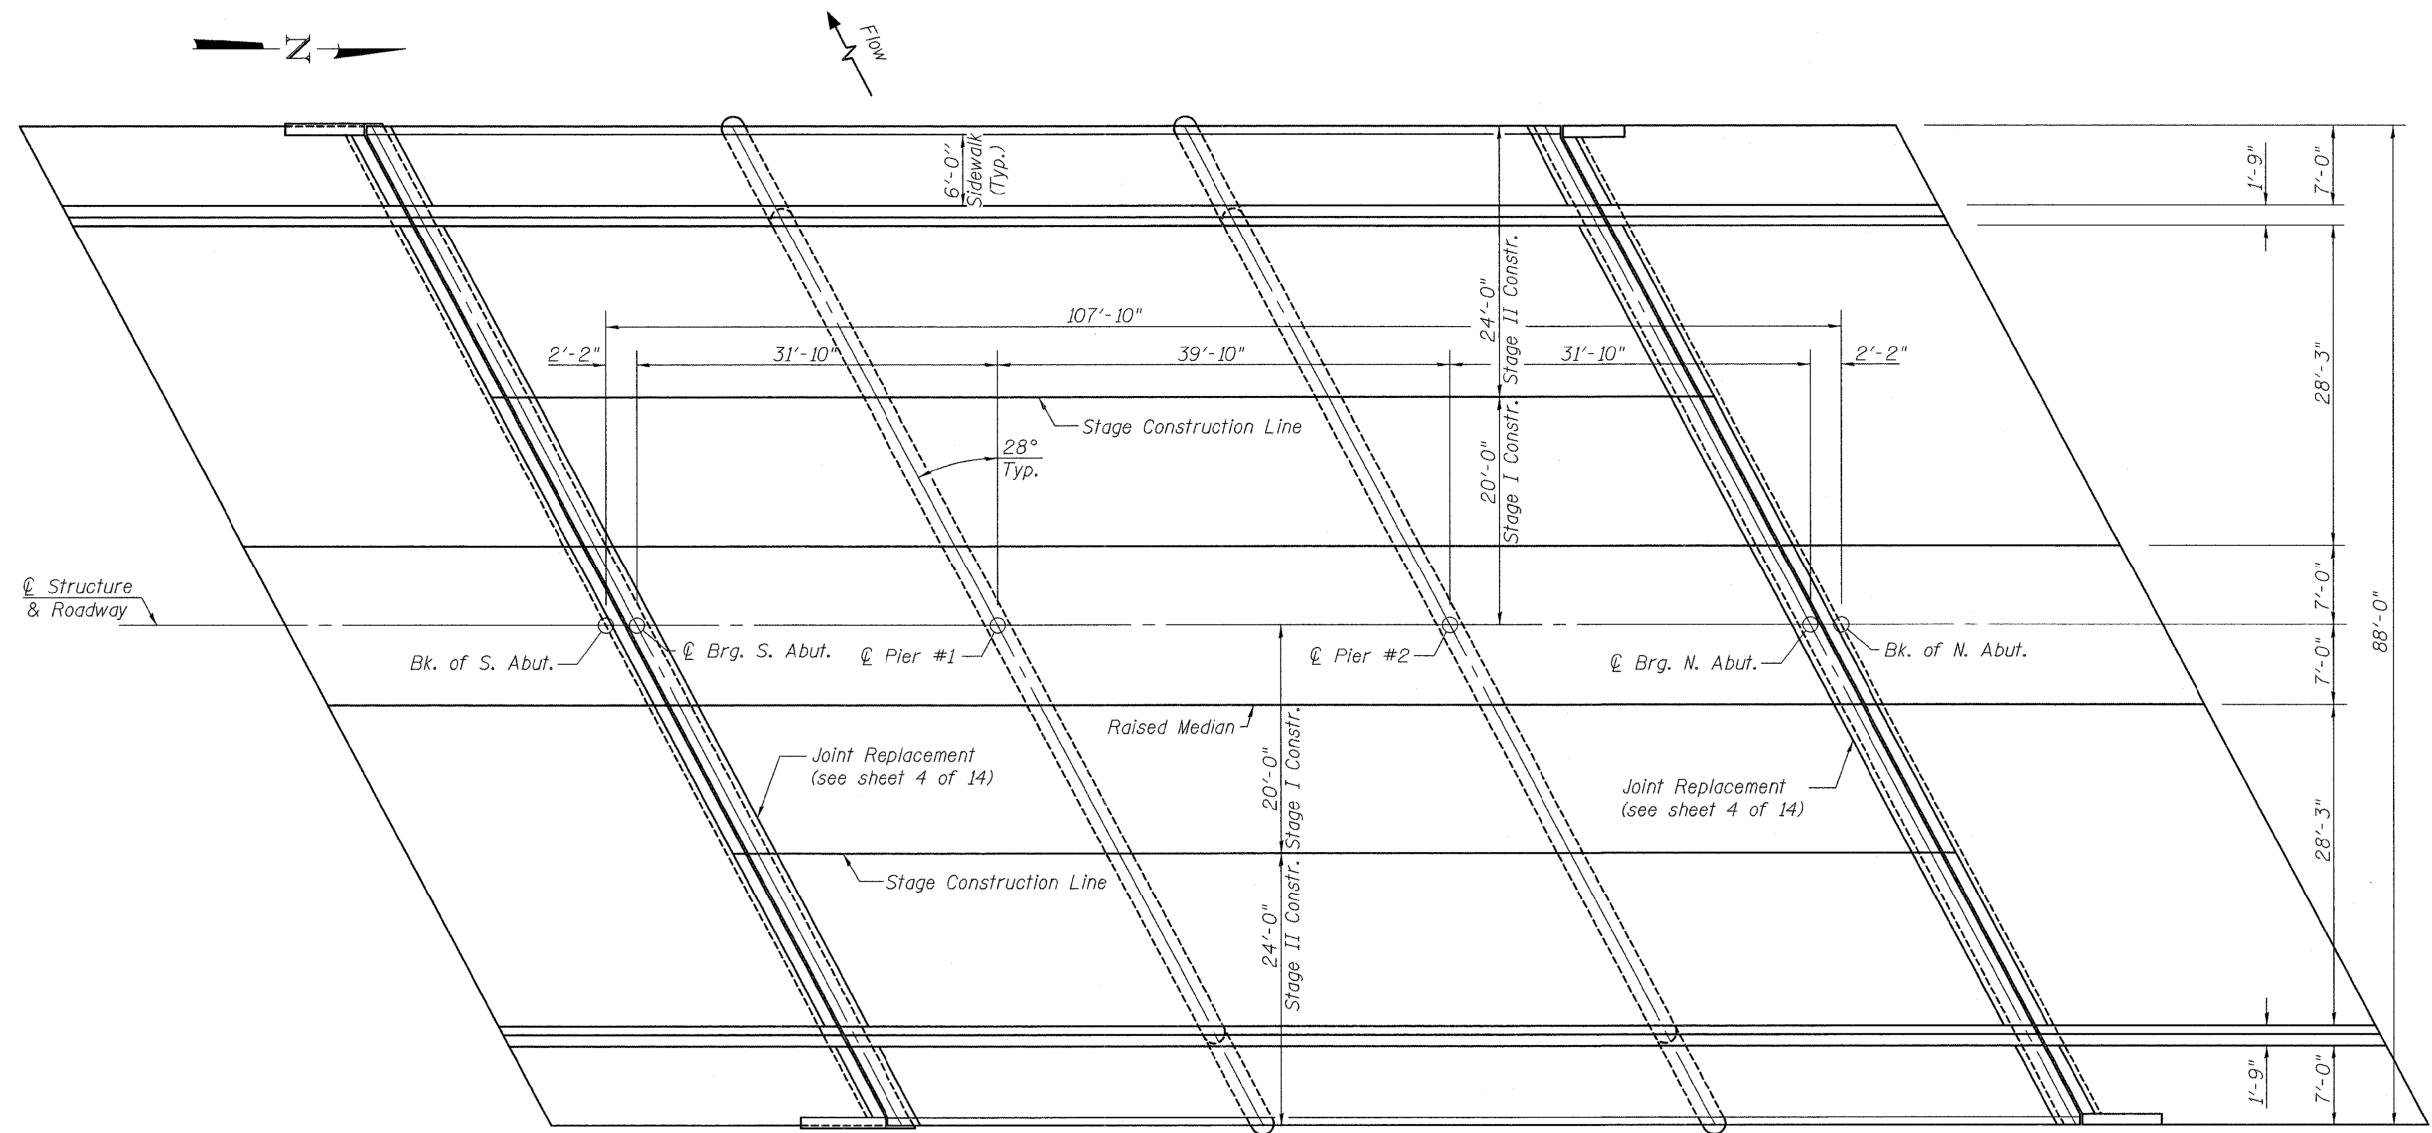 N
Flow
6'-0" Sidewalk (Typ.)
1'-9"
7'-0"
24'-0"
Stage II Constr.
107'-10"
2'-2"
31'-10"
39'-10"
31'-10"
2'-2"
28'-3"
Stage Construction Line
28°
Typ.
20'-0"
Stage I Constr.
℄ Structure
& Roadway
7'-0"
88'-0"
Bk. of S. Abut.
℄ Brg. S. Abut.
℄ Pier #1
℄ Pier #2
℄ Brg. N. Abut.
Bk. of N. Abut.
7'-0"
Raised Median
20'-0"
Stage I Constr.
Joint Replacement
(see sheet 4 of 14)
Joint Replacement
(see sheet 4 of 14)
28'-3"
Stage Construction Line
24'-0"
Stage II Constr.
1'-9"
7'-0"